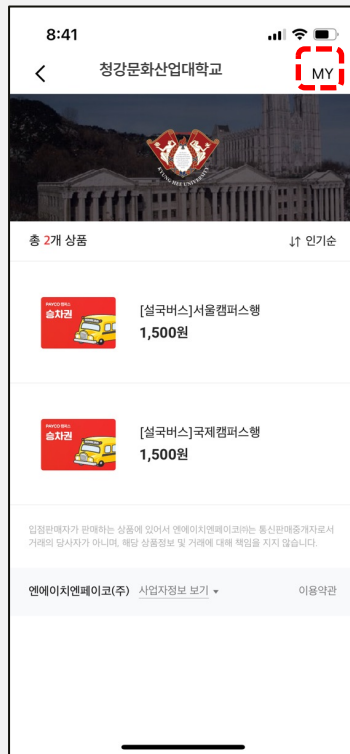 8:41
청강문화산업대학교
MY
KYUNG HEE UNIVERSITY
총 2개 상품
↓↑ 인기순
PAYCO 캠퍼스
승차권
[설국버스]서울캠퍼스행
1,500원
PAYCO 캠퍼스
승차권
[설국버스]국제캠퍼스행
1,500원
입점판매자가 판매하는 상품에 있어서 엔에이치엔페이코㈜는 통신판매중개자로서
거래의 당사자가 아니며, 해당 상품정보 및 거래에 대해 책임을 지지 않습니다.
엔에이치엔페이코(주) 사업자정보 보기 ▾ 이용약관